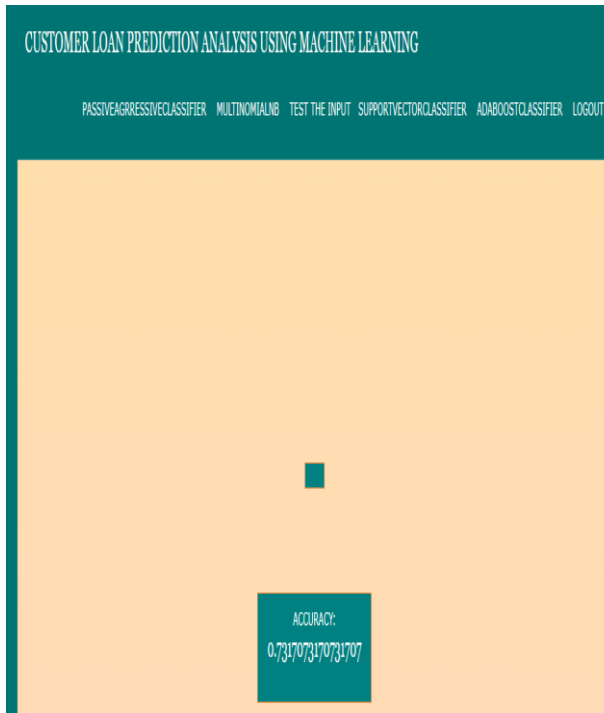 CUSTOMER LOAN PREDICTION ANALYSIS USING MACHINE LEARNING
PASSIVEAGRRESSIVECLASSIFIER MULTINOMIALNB TEST THE INPUT SUPPORTVECTORCLASSIFIER ADABOOSTCLASSIFIER LOGOUT
ACCURACY:
0.7317073170731707